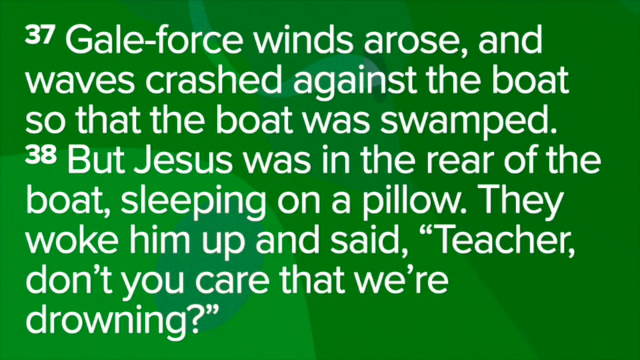 37 Gale-force winds arose, and
waves crashed against the boat
so that the boat was swamped.
38 But Jesus was in the rear of the
boat, sleeping on a pillow. They
woke him up and said, “Teacher,
don’t you care that we’re
drowning?”